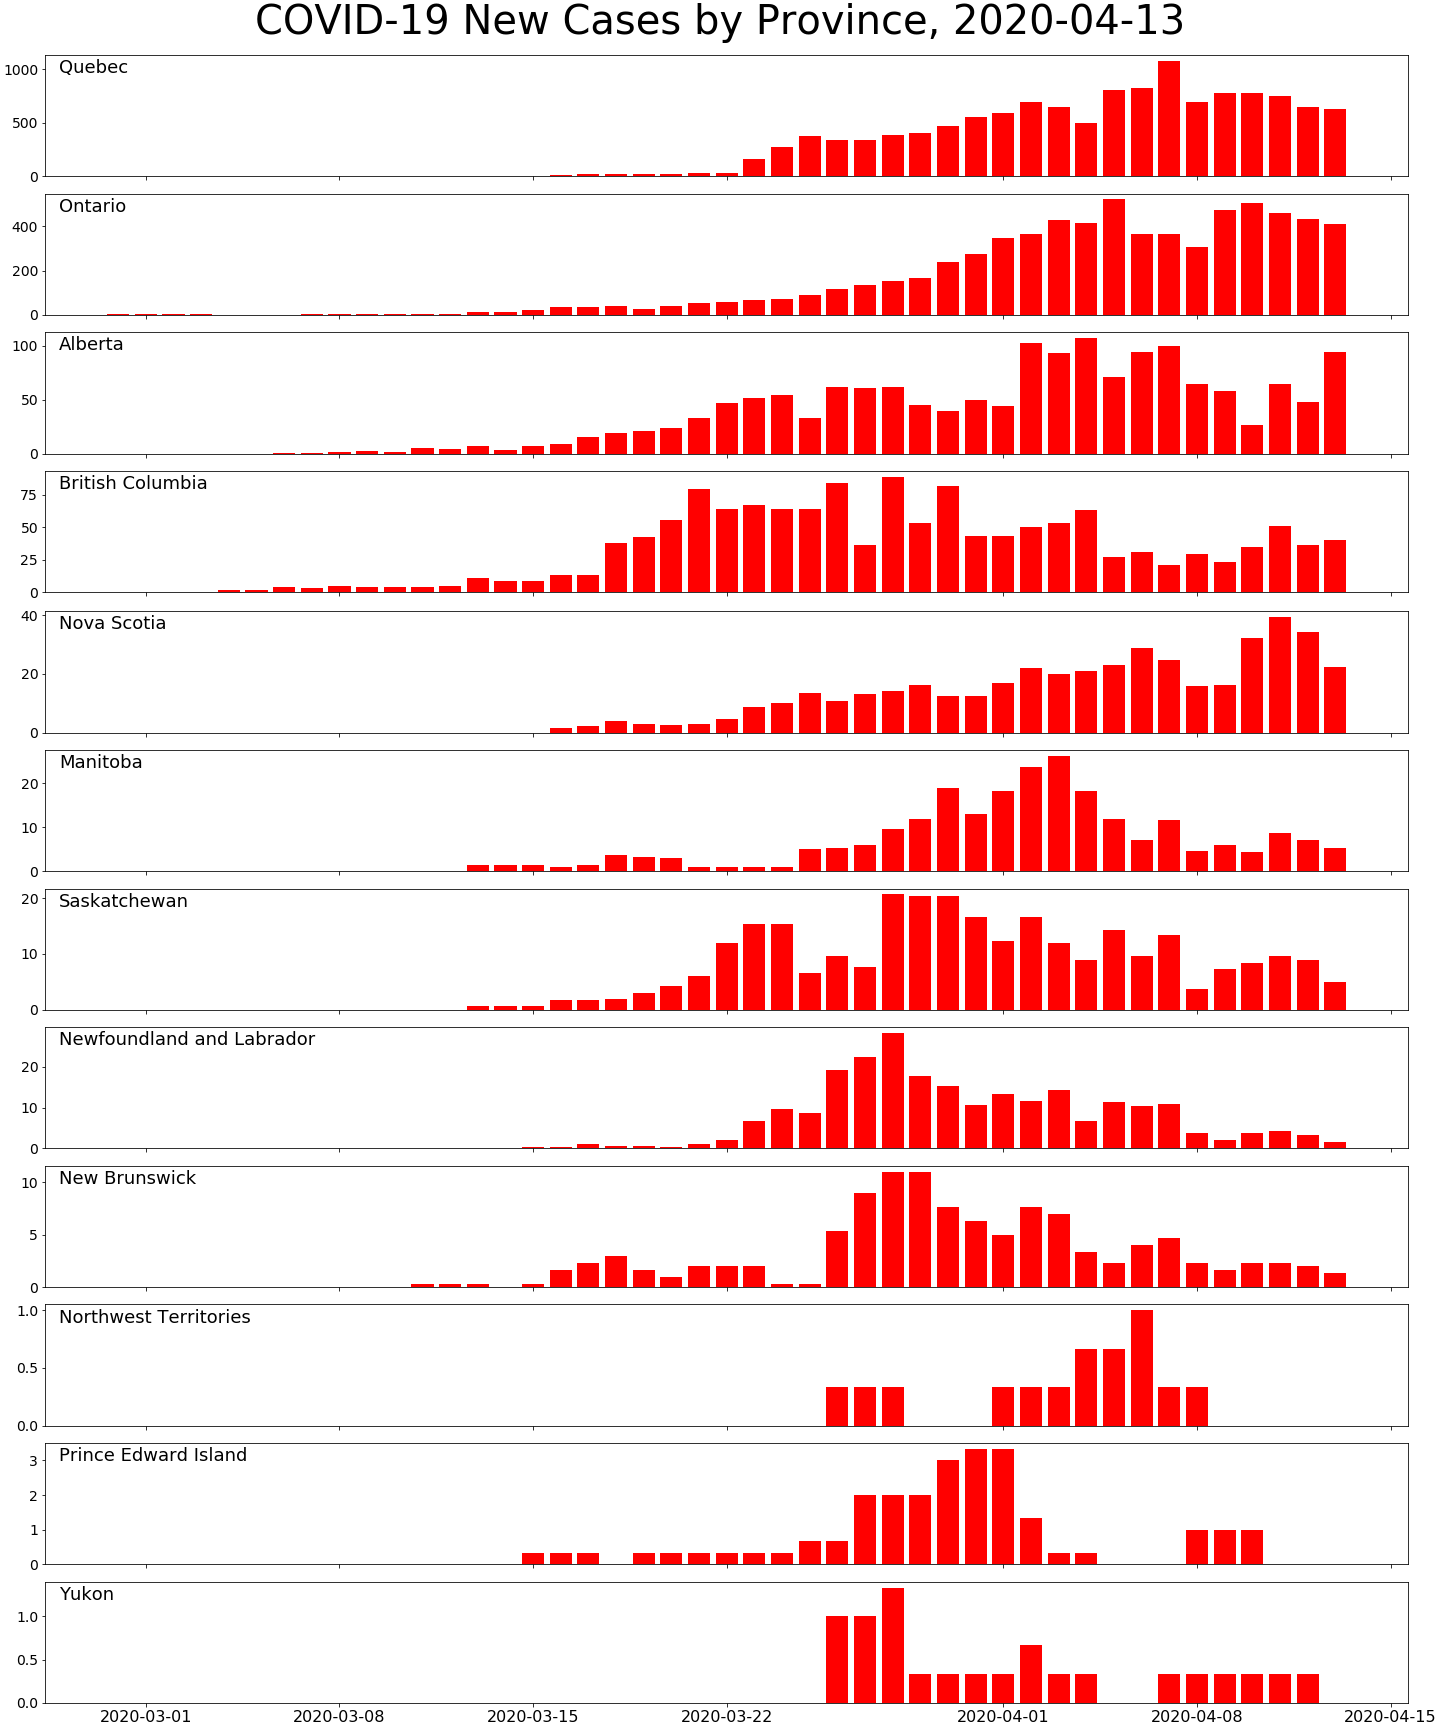 COVID-19 New Cases by Province, 2020-04-13
Quebec
1000
500
0
Ontario
400
200
0
Alberta
100
50
0
British Columbia
75
50
25
0
Nova Scotia
40
20
0
Manitoba
20
10
0
Saskatchewan
20
10
0
Newfoundland and Labrador
20
10
0
New Brunswick
10
5
0
Northwest Territories
1.0
0.5
0.0
Prince Edward Island
3
2
1
0
Yukon
1.0
0.5
0.0
2020-03-01 2020-03-08 2020-03-15 2020-03-22 2020-04-01 2020-04-08 2020-04-15